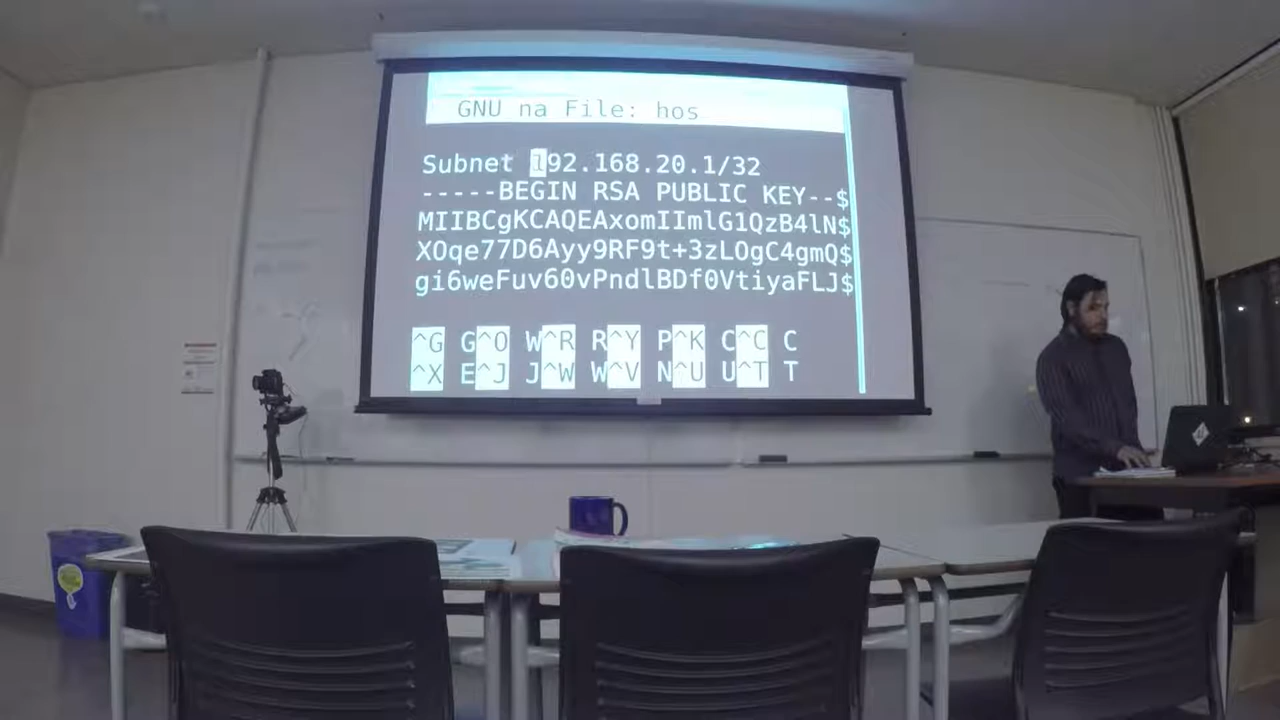 GNU na File: hos
Subnet 192.168.20.1/32
-----BEGIN RSA PUBLIC KEY--$
MIIBCgKCAQEAxomIImlG1QzB4lN$
XOqe77D6Ayy9RF9t+3zLOgC4gmQ$
gi6weFuv60vPndlBDf0VtiyaFLJ$
^G G^O W^R R^Y P^K C^C C
^X E^J J^W W^V N^U U^T T